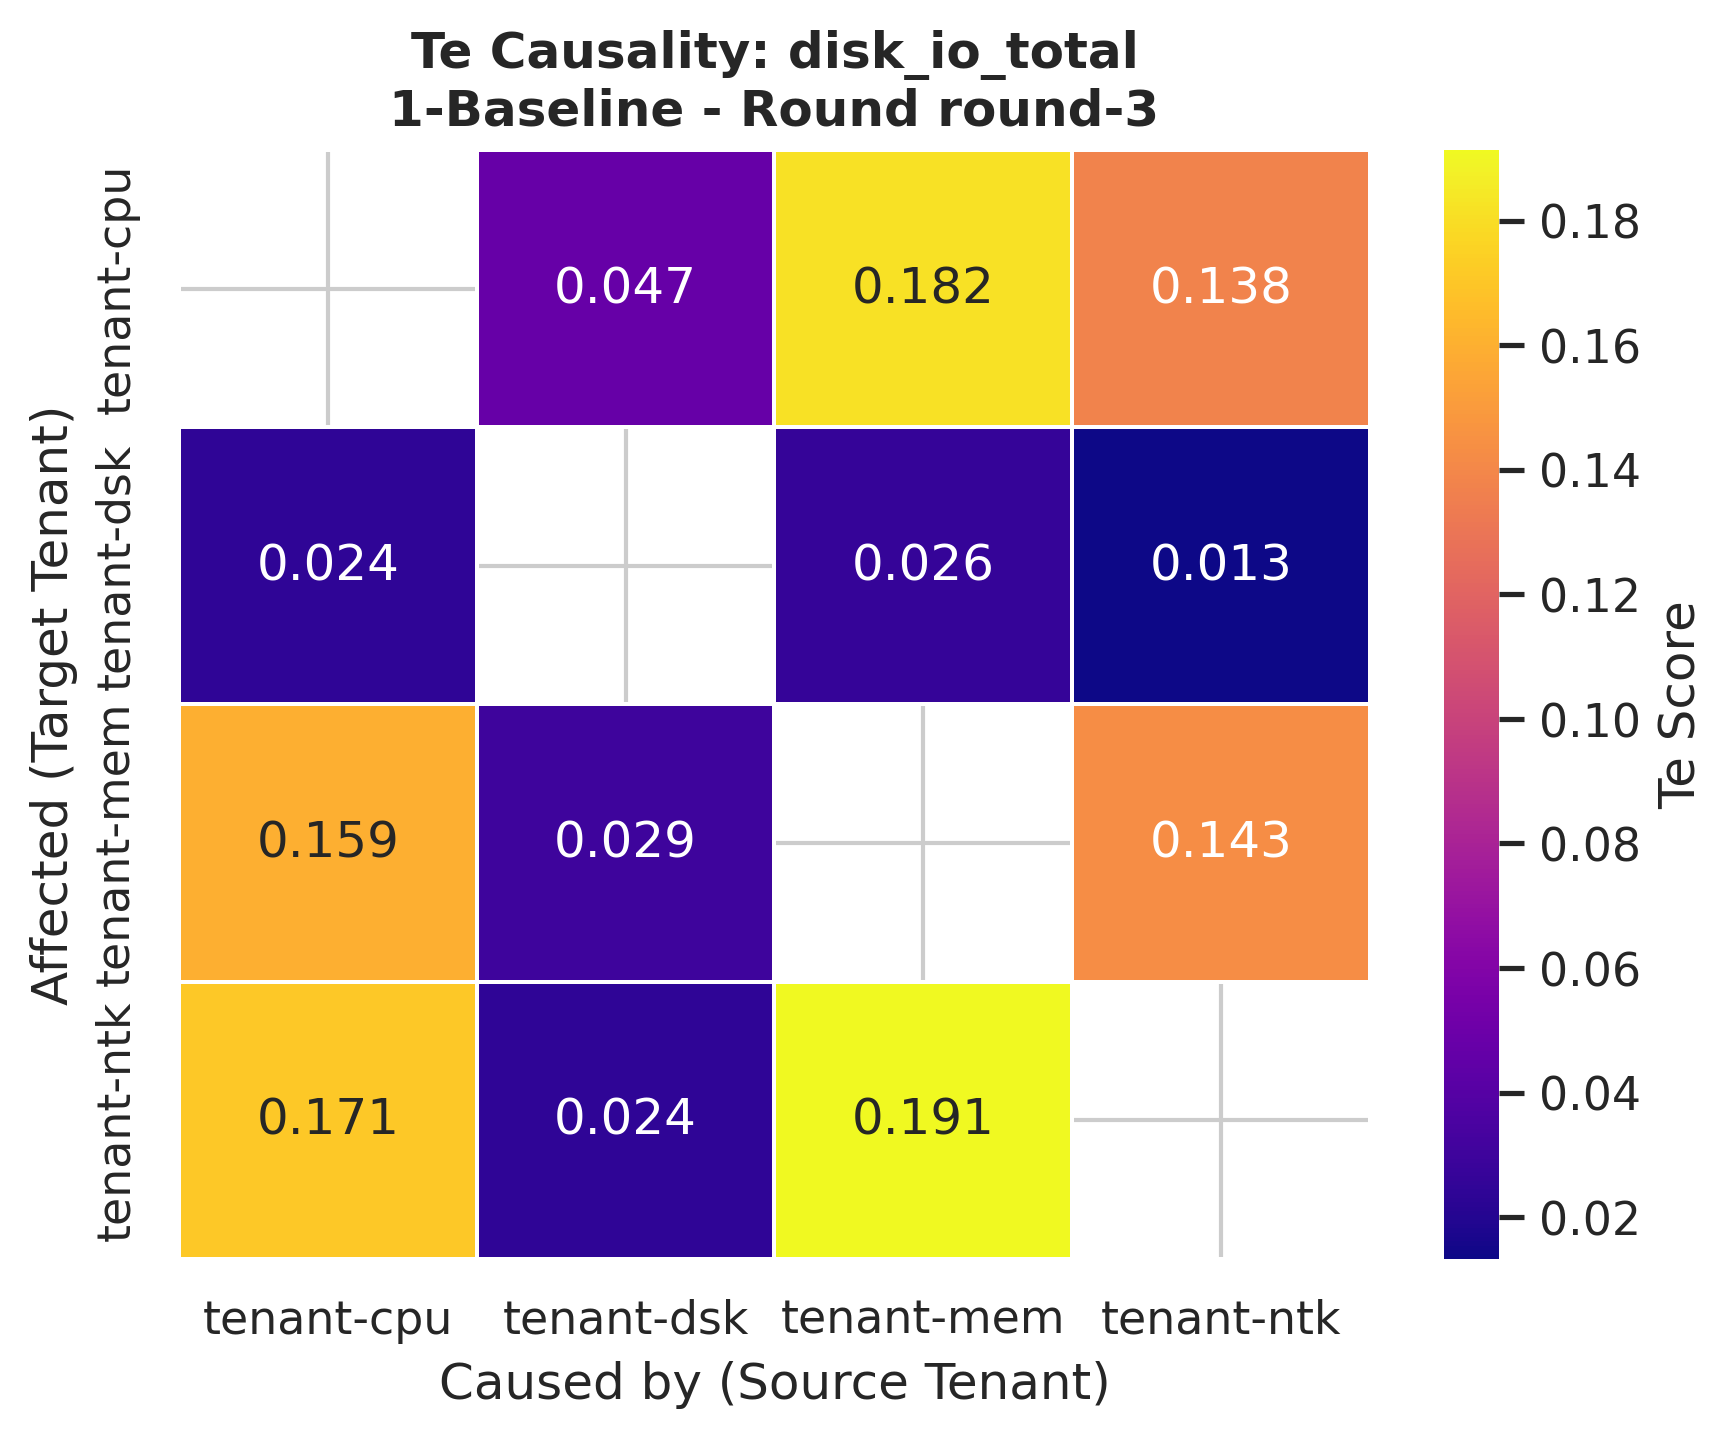 Te Causality: disk_io_total
1-Baseline - Round round-3
Affected (Target Tenant)
tenant-cpu
0.047 0.182 0.138
tenant-dsk
0.024 0.026 0.013
tenant-mem
0.159 0.029 0.143
tenant-ntk
0.171 0.024 0.191
tenant-cpu tenant-dsk tenant-mem tenant-ntk
Caused by (Source Tenant)
0.18
0.16
0.14
0.12
0.10
0.08
0.06
0.04
0.02
Te Score